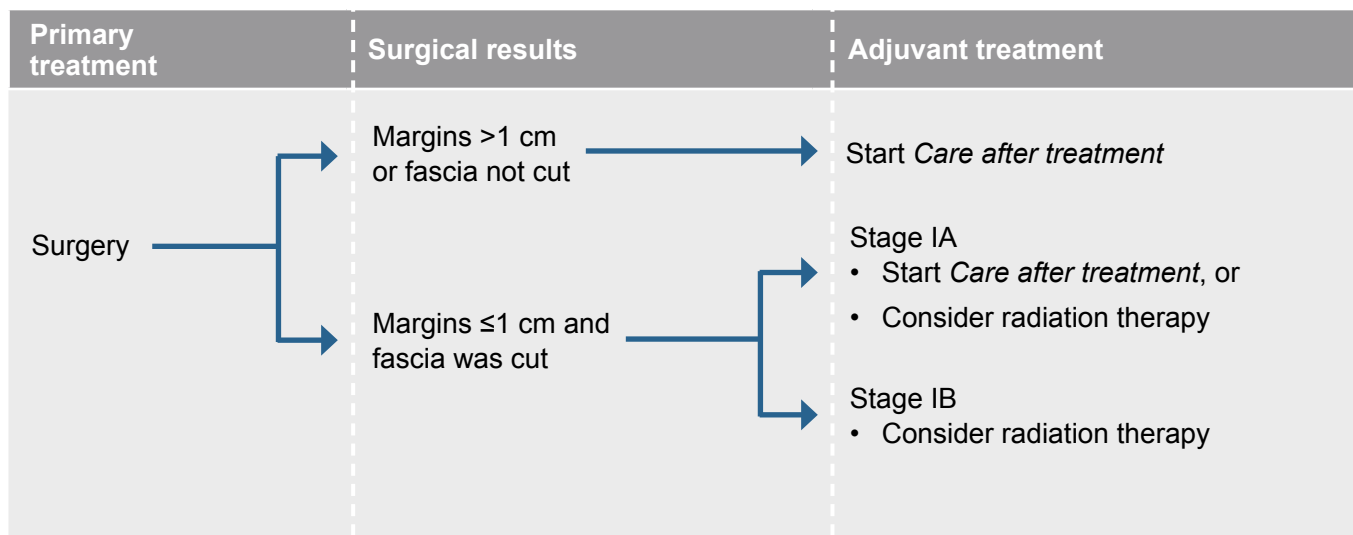 Primary
treatment
Surgical results
Adjuvant treatment
Surgery
Margins >1 cm
or fascia not cut
Start Care after treatment
Margins ≤1 cm and
fascia was cut
Stage IA
• Start Care after treatment, or
• Consider radiation therapy
Stage IB
• Consider radiation therapy